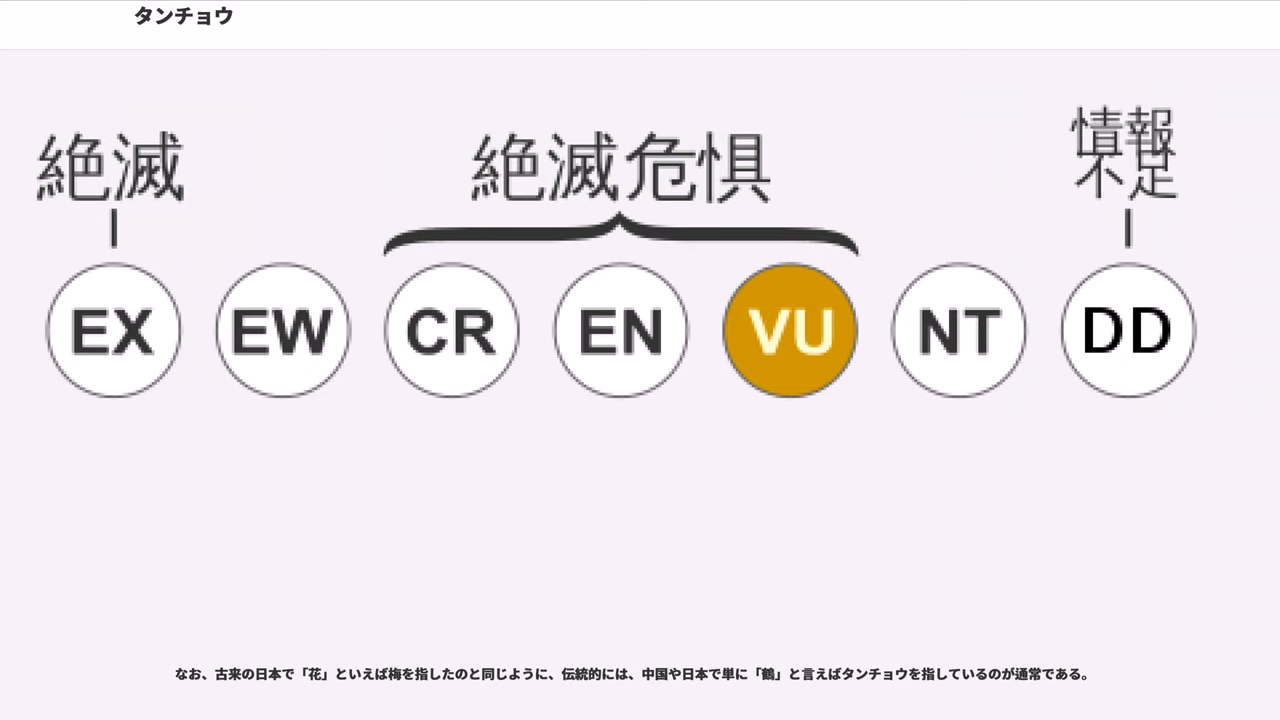 タンチョウ
絶滅
絶滅危惧
情報
不足
EX
EW
CR
EN
VU
NT
DD
なお、古来の日本で「花」といえば梅を指したのと同じように、伝統的には、中国や日本で単に「鶴」と言えばタンチョウを指しているのが通常である。